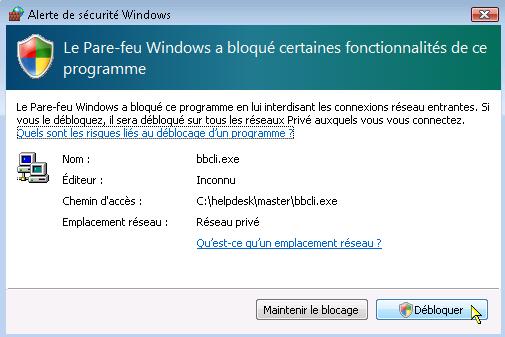 Alerte de sécurité Windows
Le Pare-feu Windows a bloqué certaines fonctionnalités de ce
programme
Le Pare-feu Windows a bloqué ce programme en lui interdisant les connexions réseau entrantes. Si
vous le débloquez, il sera débloqué sur tous les réseaux Privé auxquels vous vous connectez.
Quels sont les risques liés au déblocage d'un programme ?
Nom : bbcli.exe
Éditeur : Inconnu
Chemin d'accès : C:\helpdesk\master\bbcli.exe
Emplacement réseau : Réseau privé
Qu'est-ce qu'un emplacement réseau ?
Maintenir le blocage Débloquer